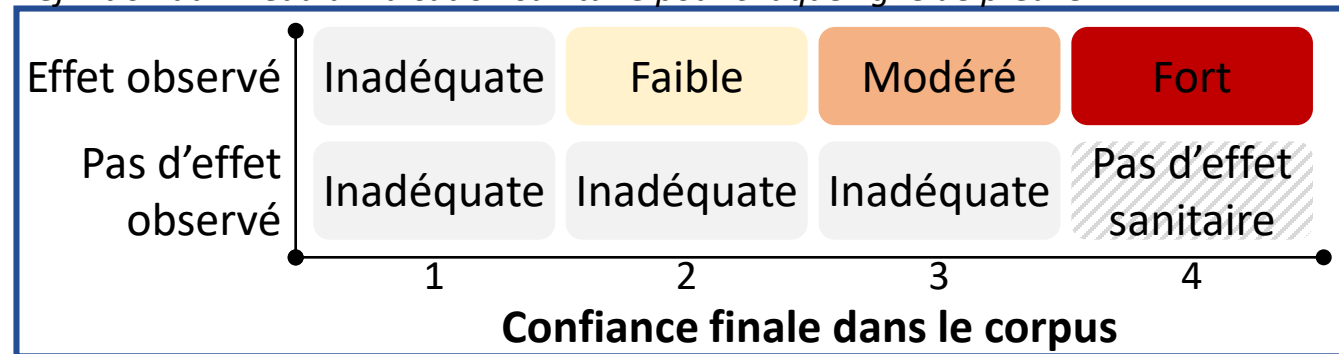 Effet observé
Inadéquate
Faible
Modéré
Fort
Pas d'effet
observé
Inadéquate
Inadéquate
Inadéquate
Pas d'effet
sanitaire
1
2
3
4
Confiance finale dans le corpus